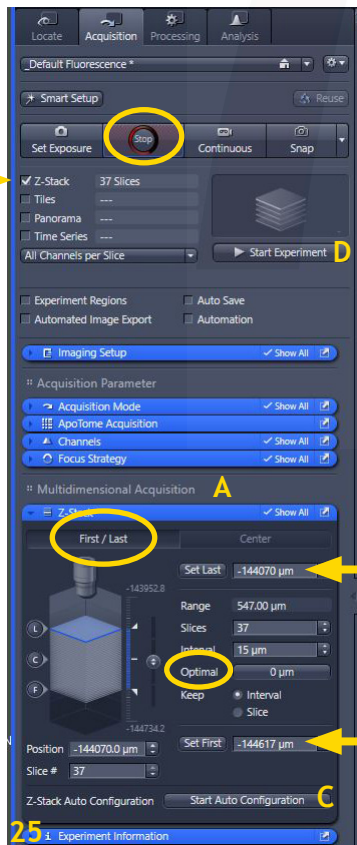 Locate Acquisition Processing Analysis
_Default Fluorescence *
Smart Setup Reuse
Set Exposure Stop Continuous Snap
Z-Stack 37 Slices
Tiles ---
Panorama ---
Time Series ---
All Channels per Slice Start Experiment D
Experiment Regions Auto Save
Automated Image Export Automation
Imaging Setup Show All
Acquisition Parameter
Acquisition Mode Show All
ApoTome Acquisition
Channels Show All
Focus Strategy Show All
Multidimensional Acquisition A
Z-Stack Show All
First / Last Center
Set Last -144070 µm
-143952.8
Range 547.00 µm
L Slices 37
Interval 15 µm
C Optimal 0 µm
F Keep Interval
Slice
-144734.2
Position -144070.0 µm Set First -144617 µm
Slice # 37
Z-Stack Auto Configuration Start Auto Configuration C
25 i Experiment Information